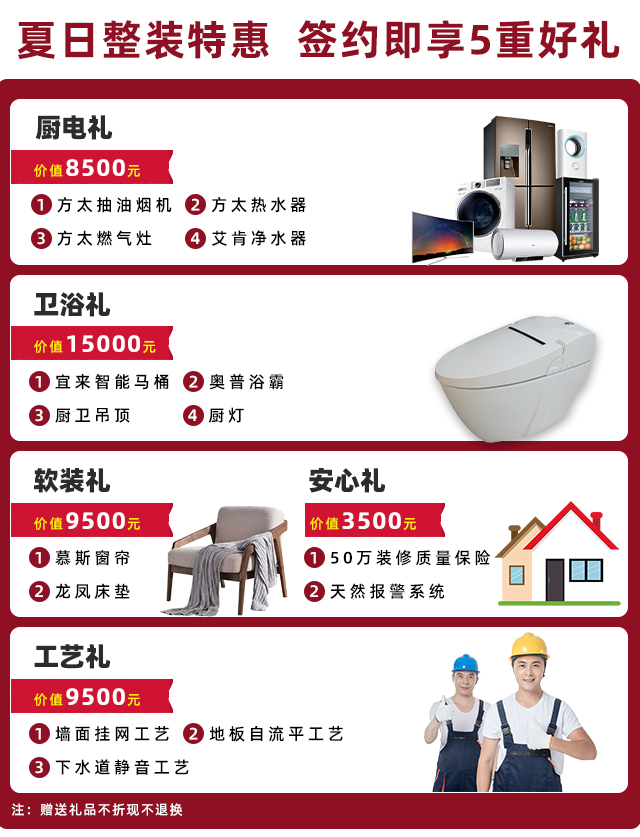 夏日整装特惠 签约即享5重好礼
厨电礼
价值8500元
1 方太抽油烟机 2 方太热水器
3 方太燃气灶 4 艾肯净水器
卫浴礼
价值15000元
1 宜来智能马桶 2 奥普浴霸
3 厨卫吊顶 4 厨灯
软装礼
价值9500元
1 慕斯窗帘
2 龙凤床垫
安心礼
价值3500元
1 50万装修质量保险
2 天然报警系统
工艺礼
价值9500元
1 墙面挂网工艺 2 地板自流平工艺
3 下水道静音工艺
注：赠送礼品不折现不退换